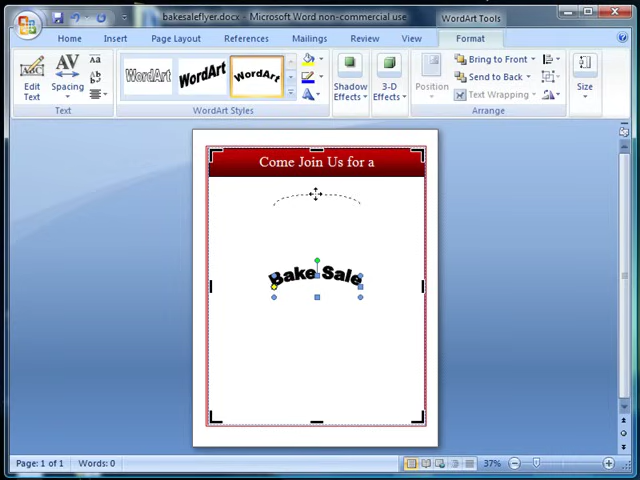 bakesaleflyer.docx - Microsoft Word non-commercial use
WordArt Tools
Home Insert Page Layout References Mailings Review View Format
Edit Text
Spacing
Aa
Text
WordArt WordArt WordArt
WordArt Styles
Shadow Effects
3-D Effects
Position
Bring to Front
Send to Back
Text Wrapping
Arrange
Size
Come Join Us for a
Bake Sale
Page: 1 of 1 Words: 0 37%